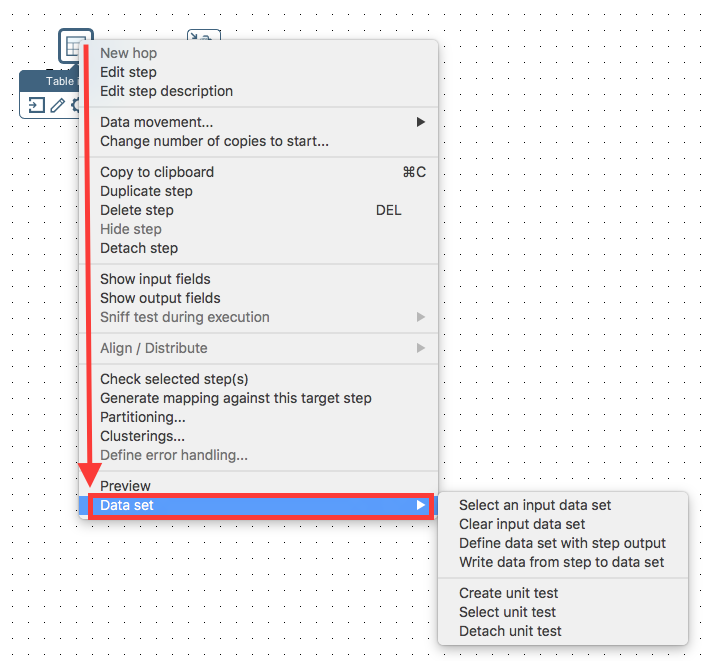 Table
New hop
Edit step
Edit step description
Data movement...
Change number of copies to start...
Copy to clipboard ⌘C
Duplicate step
Delete step DEL
Hide step
Detach step
Show input fields
Show output fields
Sniff test during execution
Align / Distribute
Check selected step(s)
Generate mapping against this target step
Partitioning...
Clusterings...
Define error handling...
Preview
Data set
Select an input data set
Clear input data set
Define data set with step output
Write data from step to data set
Create unit test
Select unit test
Detach unit test